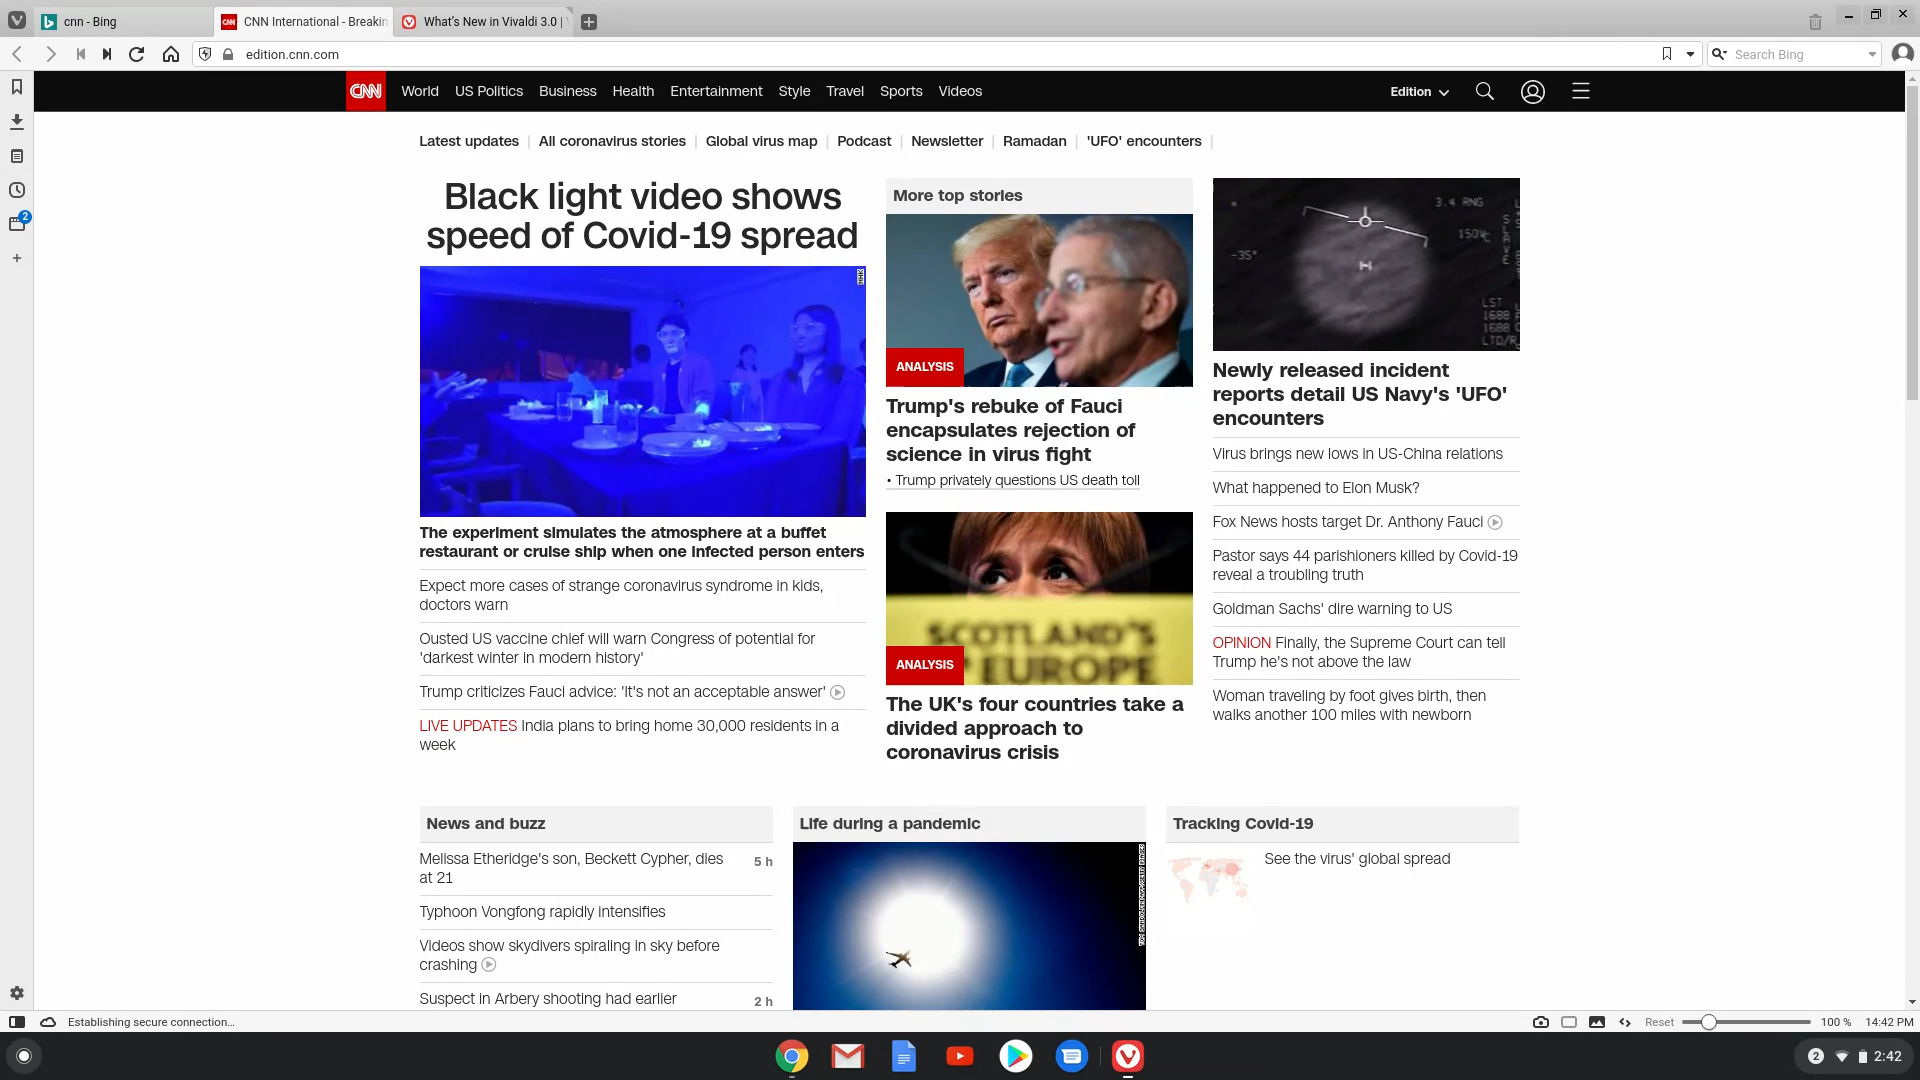 cnn - Bing
CNN International - Breakin
What's New in Vivaldi 3.0 |
edition.cnn.com
Search Bing
CNN
World
US Politics
Business
Health
Entertainment
Style
Travel
Sports
Videos
Edition
2
Latest updates
All coronavirus stories
Global virus map
Podcast
Newsletter
Ramadan
'UFO' encounters
Black light video shows
speed of Covid-19 spread
NHK
The experiment simulates the atmosphere at a buffet
restaurant or cruise ship when one infected person enters
Expect more cases of strange coronavirus syndrome in kids,
doctors warn
Ousted US vaccine chief will warn Congress of potential for
'darkest winter in modern history'
Trump criticizes Fauci advice: 'It's not an acceptable answer'
LIVE UPDATES India plans to bring home 30,000 residents in a
week
More top stories
ANALYSIS
Trump's rebuke of Fauci
encapsulates rejection of
science in virus fight
• Trump privately questions US death toll
SCOTLAND'S
EUROPE
ANALYSIS
The UK's four countries take a
divided approach to
coronavirus crisis
3.4 RNG
-35°
LST
1688
1688
LTD/R
Newly released incident
reports detail US Navy's 'UFO'
encounters
Virus brings new lows in US-China relations
What happened to Elon Musk?
Fox News hosts target Dr. Anthony Fauci
Pastor says 44 parishioners killed by Covid-19
reveal a troubling truth
Goldman Sachs' dire warning to US
OPINION Finally, the Supreme Court can tell
Trump he's not above the law
Woman traveling by foot gives birth, then
walks another 100 miles with newborn
News and buzz
Melissa Etheridge's son, Beckett Cypher, dies
at 21
5 h
Typhoon Vongfong rapidly intensifies
Videos show skydivers spiraling in sky before
crashing
Suspect in Arbery shooting had earlier
2 h
Life during a pandemic
Tracking Covid-19
See the virus' global spread
Establishing secure connection...
Reset
100 %
14:42 PM
2
2:42